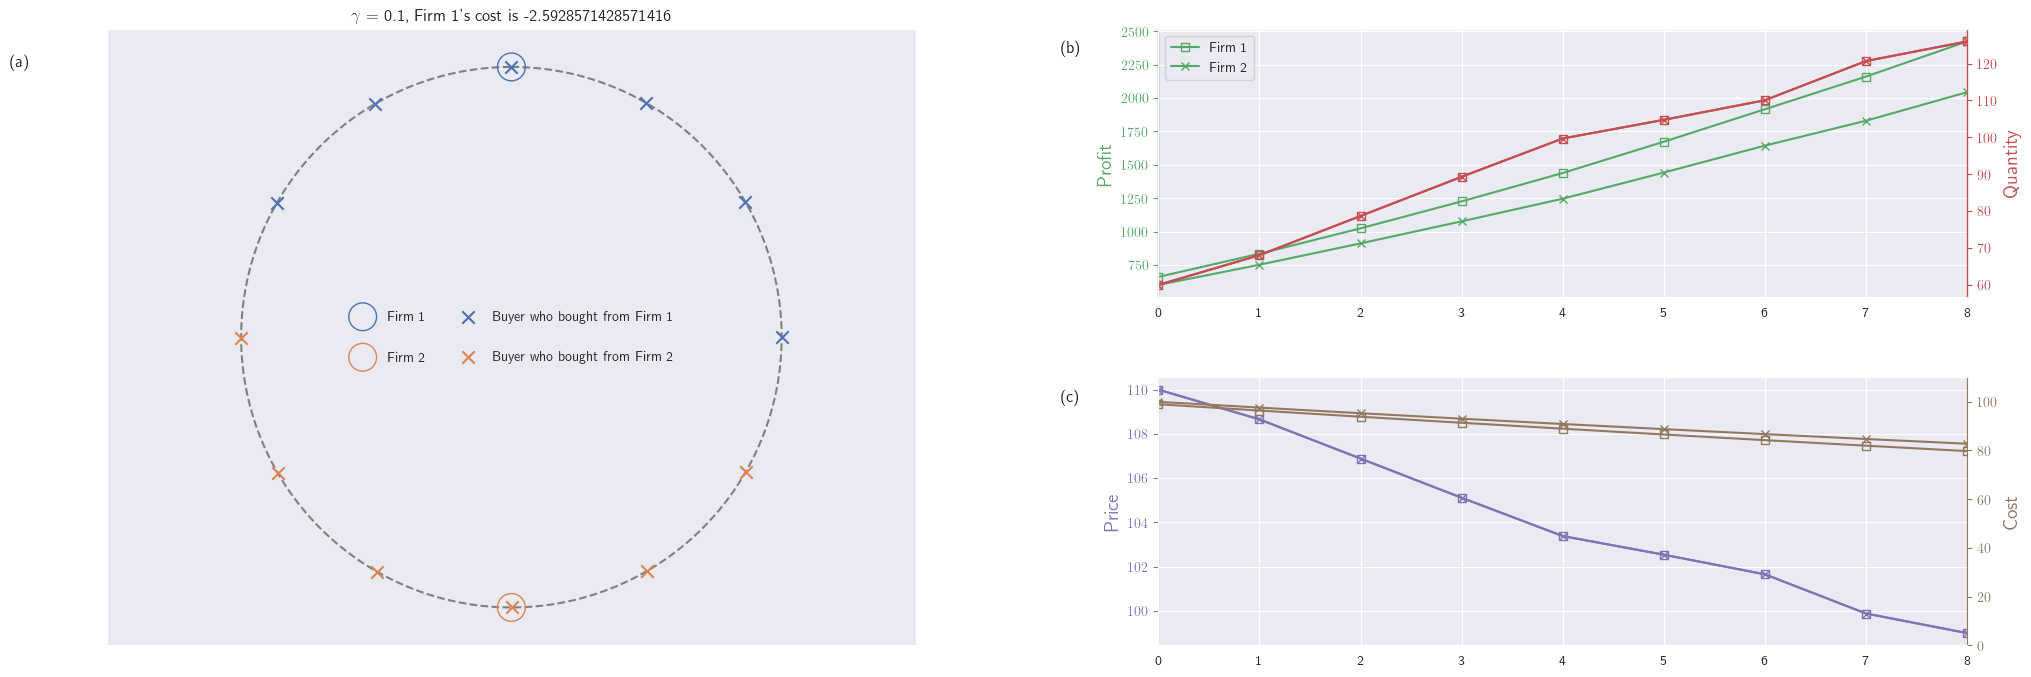 γ = 0.1, Firm 1's cost is -2.5928571428571416
(a)
Firm 1
Buyer who bought from Firm 1
Firm 2
Buyer who bought from Firm 2
(b)
Firm 1
Firm 2
2500
2250
2000
1750
1500
1250
1000
750
Profit
120
110
100
90
80
70
60
Quantity
0 1 2 3 4 5 6 7 8
(c)
110
108
106
104
102
100
Price
100
80
60
40
20
0
Cost
0 1 2 3 4 5 6 7 8